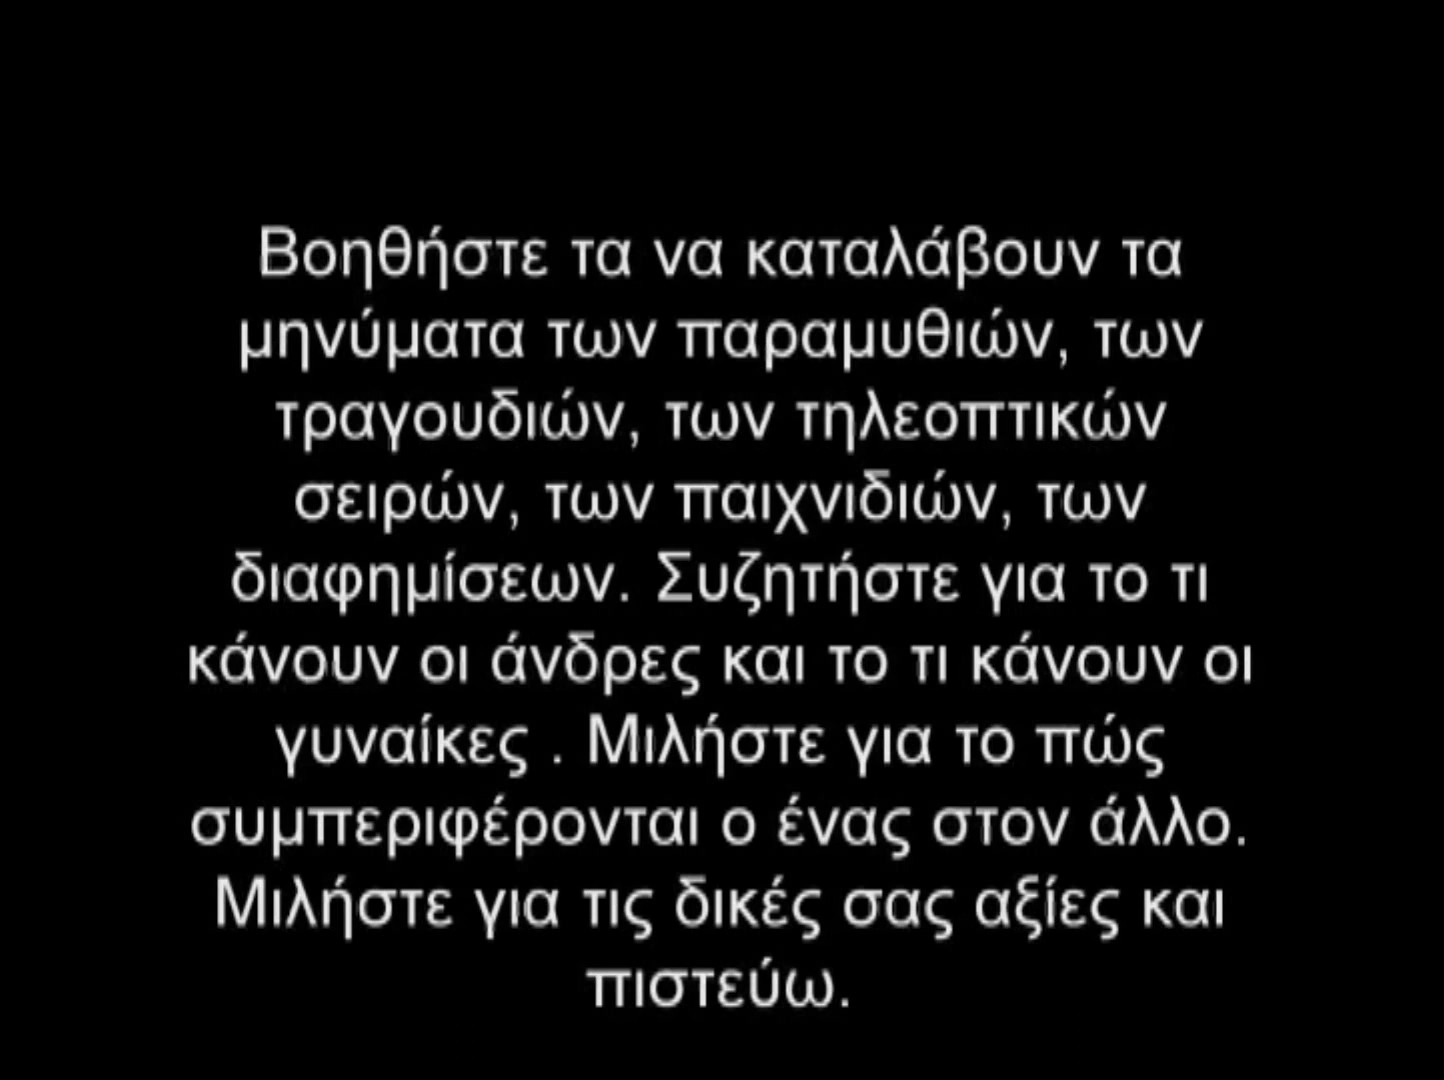 Βοηθήστε τα να καταλάβουν τα
μηνύματα των παραμυθιών, των
τραγουδιών, των τηλεοπτικών
σειρών, των παιχνιδιών, των
διαφημίσεων. Συζητήστε για το τι
κάνουν οι άνδρες και το τι κάνουν οι
γυναίκες . Μιλήστε για το πώς
συμπεριφέρονται ο ένας στον άλλο.
Μιλήστε για τις δικές σας αξίες και
πιστεύω.